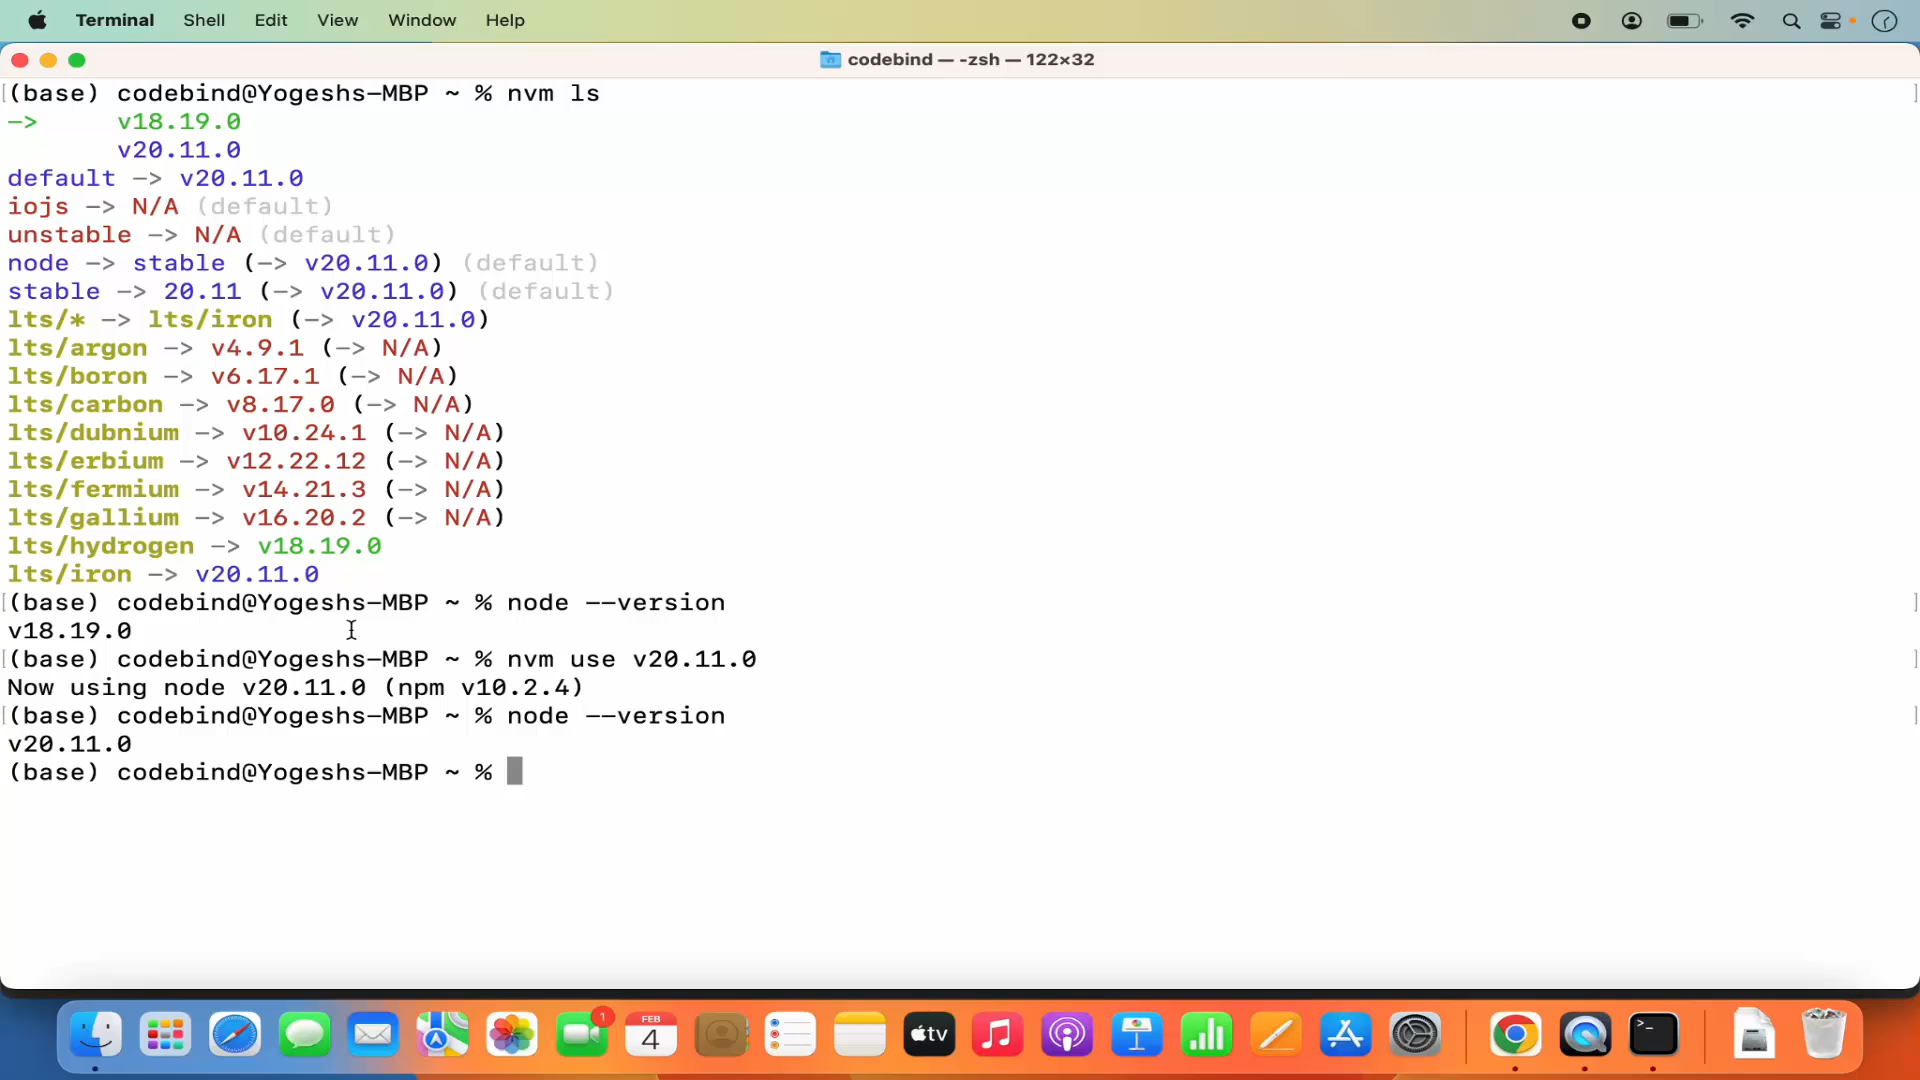 Terminal Shell Edit View Window Help
codebind — -zsh — 122×32
(base) codebind@Yogeshs-MBP ~ % nvm ls
->       v18.19.0
         v20.11.0
default -> v20.11.0
iojs -> N/A (default)
unstable -> N/A (default)
node -> stable (-> v20.11.0) (default)
stable -> 20.11 (-> v20.11.0) (default)
lts/* -> lts/iron (-> v20.11.0)
lts/argon -> v4.9.1 (-> N/A)
lts/boron -> v6.17.1 (-> N/A)
lts/carbon -> v8.17.0 (-> N/A)
lts/dubnium -> v10.24.1 (-> N/A)
lts/erbium -> v12.22.12 (-> N/A)
lts/fermium -> v14.21.3 (-> N/A)
lts/gallium -> v16.20.2 (-> N/A)
lts/hydrogen -> v18.19.0
lts/iron -> v20.11.0
(base) codebind@Yogeshs-MBP ~ % node --version
v18.19.0
(base) codebind@Yogeshs-MBP ~ % nvm use v20.11.0
Now using node v20.11.0 (npm v10.2.4)
(base) codebind@Yogeshs-MBP ~ % node --version
v20.11.0
(base) codebind@Yogeshs-MBP ~ %
1
FEB
4
tv
>_